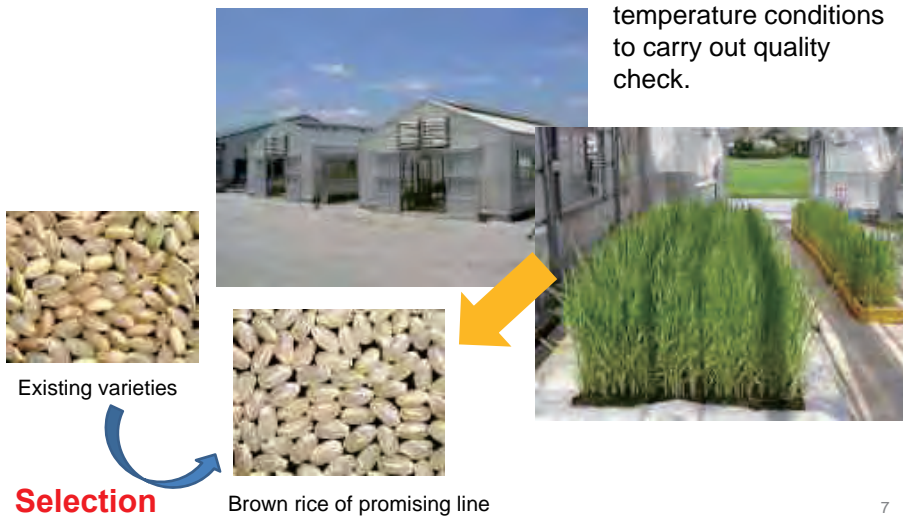 temperature conditions
to carry out quality
check.
Existing varieties
Selection
Brown rice of promising line
7